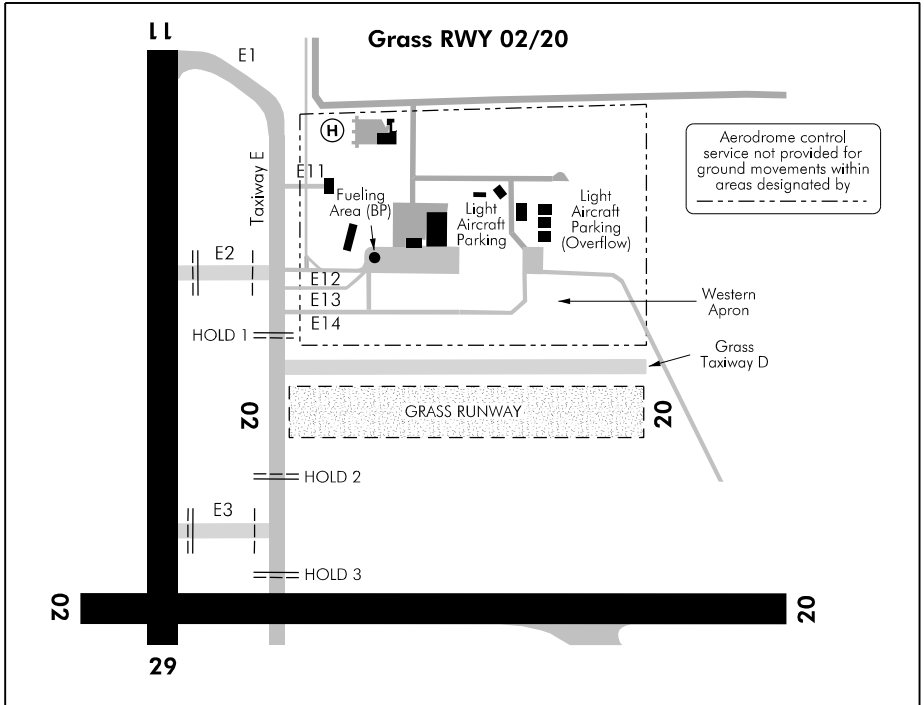 Grass RWY 02/20
11
E1
H
Aerodrome control
service not provided for
ground movements within
areas designated by
Taxiway E
E11
Fueling
Area (BP)
Light
Aircraft
Parking
Light
Aircraft
Parking
(Overflow)
E2
E12
E13
E14
Western
Apron
HOLD 1
Grass
Taxiway D
02
GRASS RUNWAY
20
HOLD 2
E3
HOLD 3
02
20
29